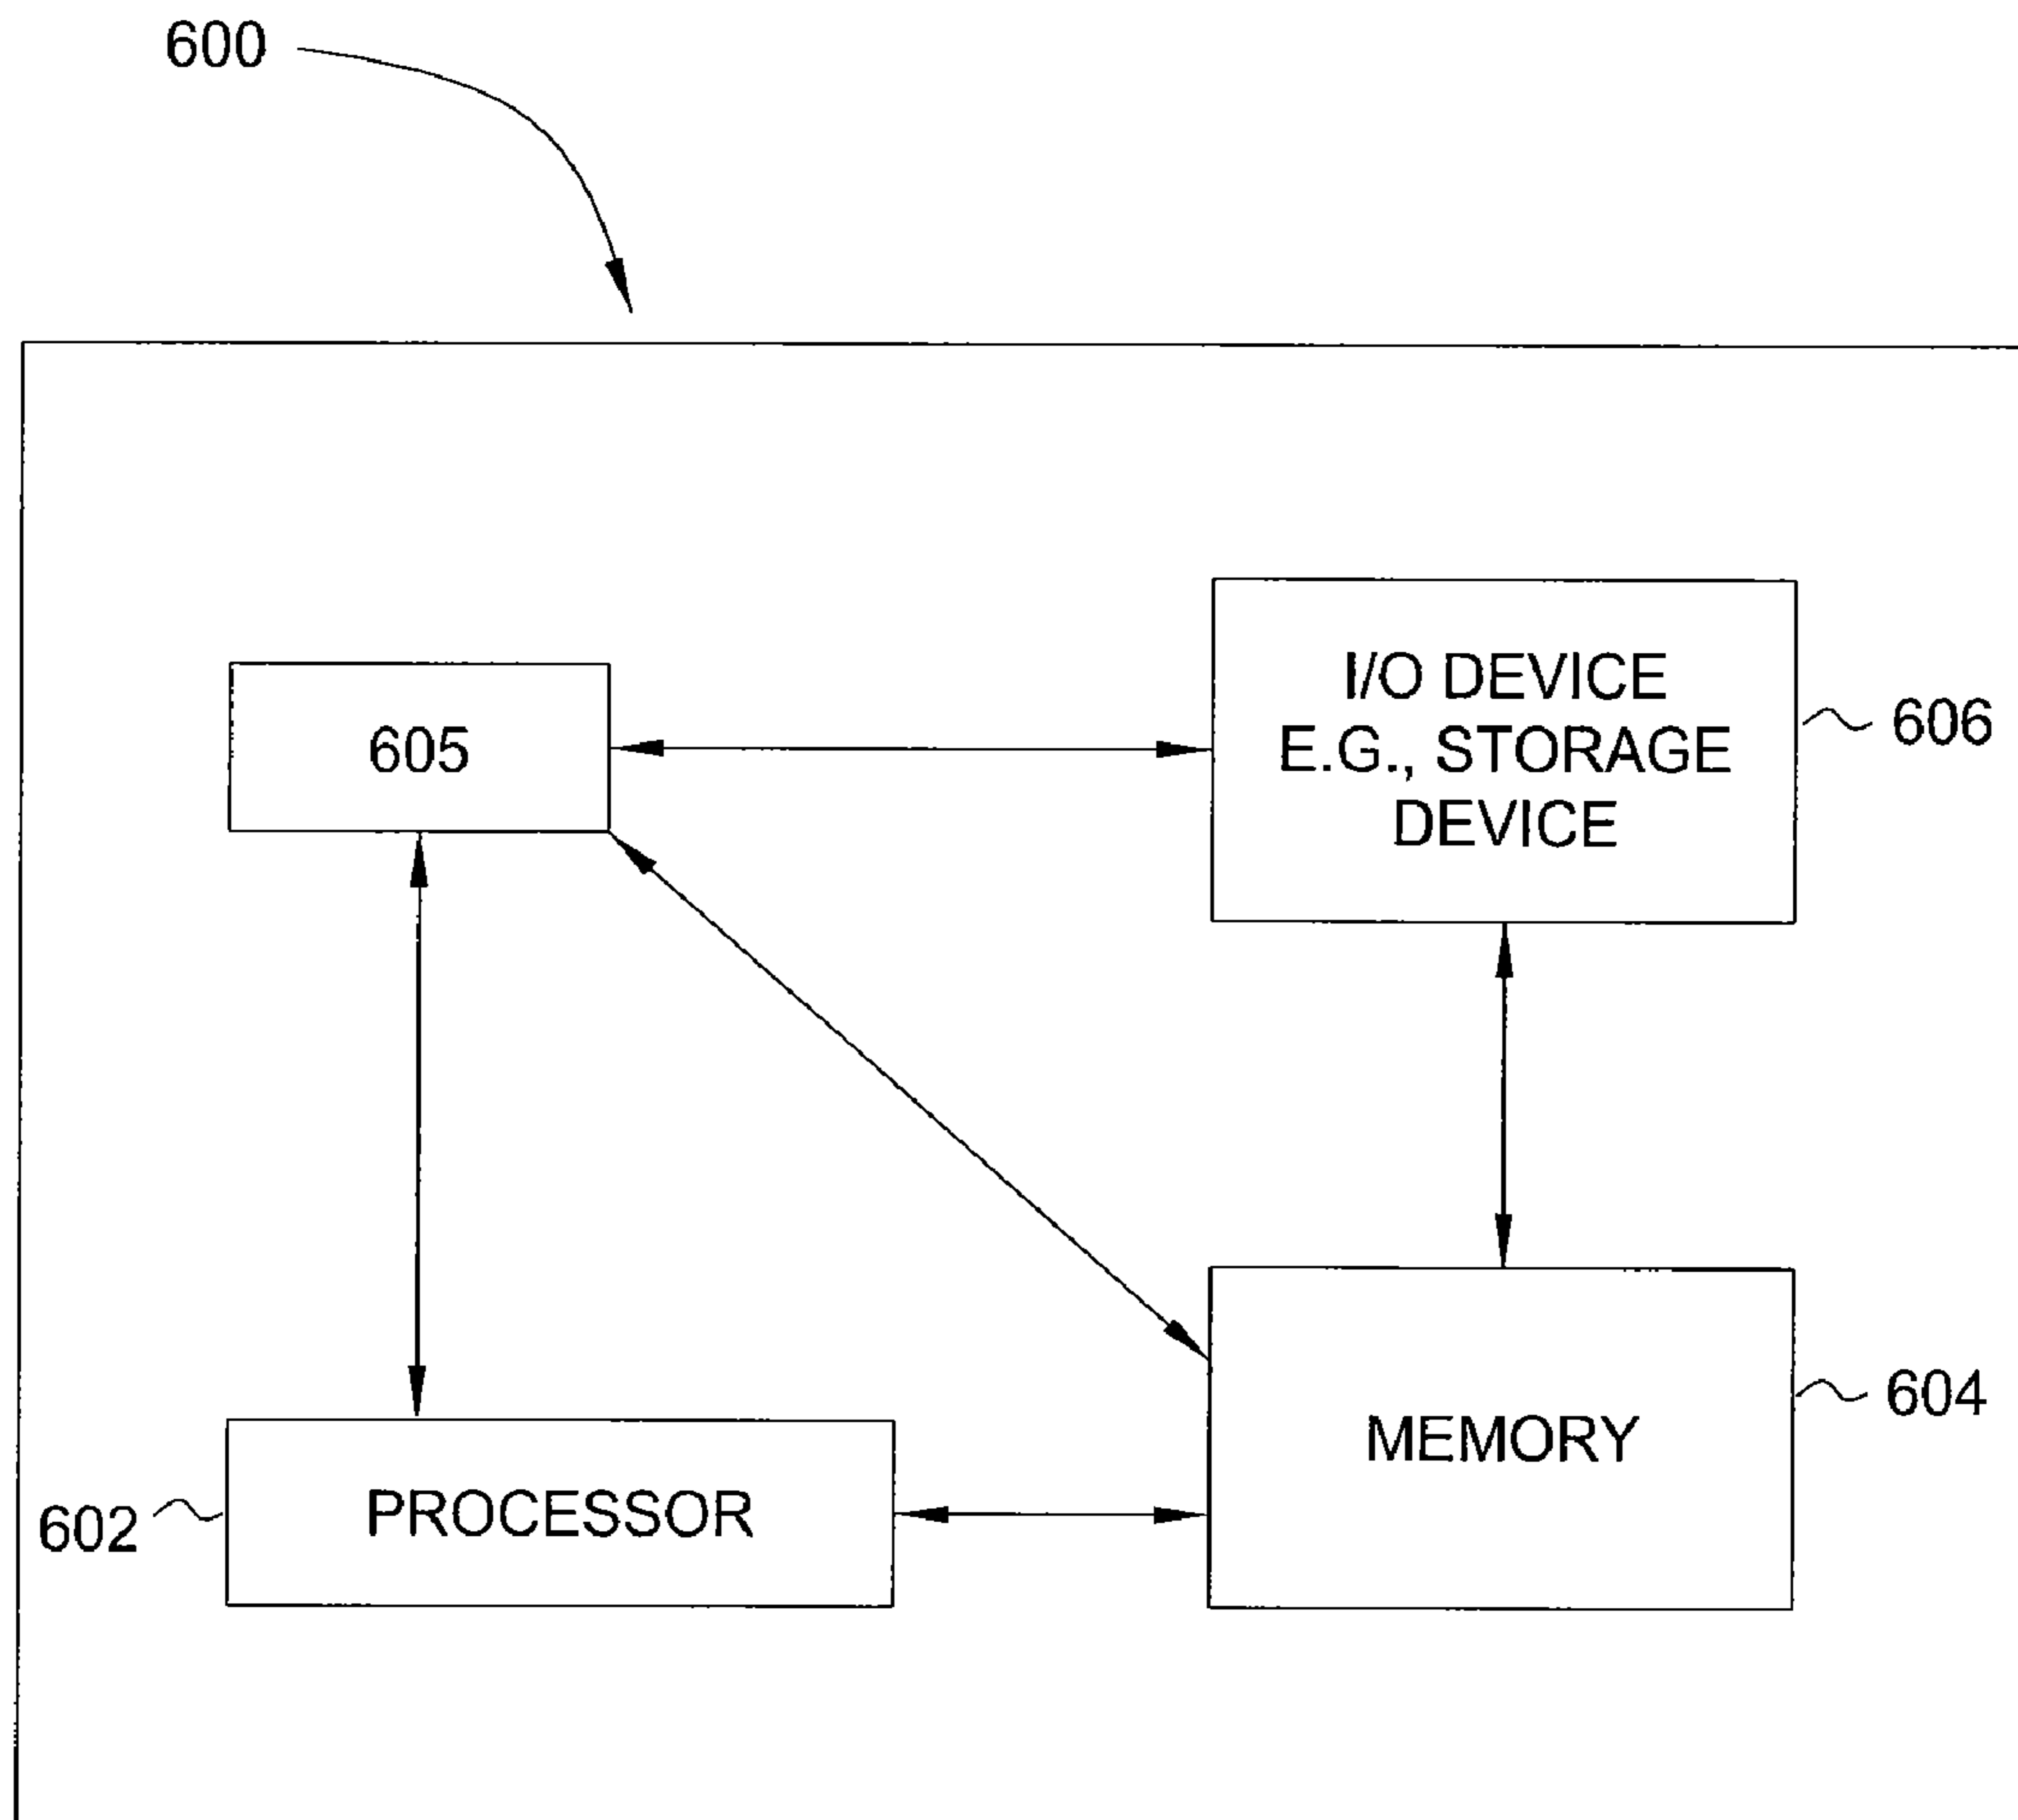 600
605
I/O DEVICE
E.G., STORAGE
DEVICE
606
MEMORY
604
PROCESSOR
602